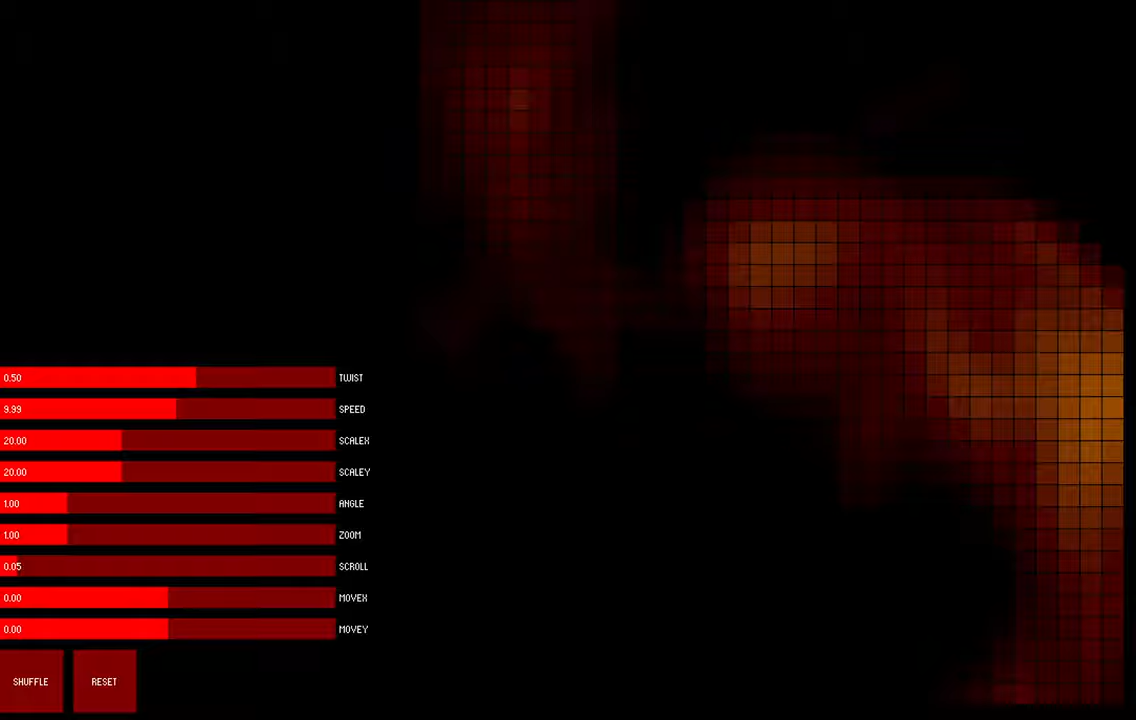 0.50 TWIST
9.99 SPEED
20.00 SCALEX
20.00 SCALEY
1.00 ANGLE
1.00 ZOOM
0.05 SCROLL
0.00 MOVEX
0.00 MOVEY
SHUFFLE RESET